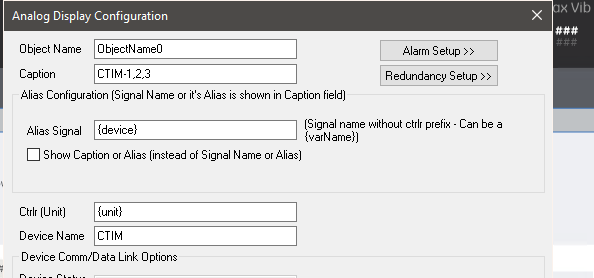 Analog Display Configuration
ax Vib
###
###
Object Name ObjectName0 Alarm Setup >>
Caption CTIM-1,2,3 Redundancy Setup >>
Alias Configuration (Signal Name or it's Alias is shown in Caption field)
Alias Signal {device} (Signal name without ctrlr prefix - Can be a
{varName})
Show Caption or Alias (instead of Signal Name or Alias)
Ctrlr (Unit) {unit}
Device Name CTIM
Device Comm/Data Link Options